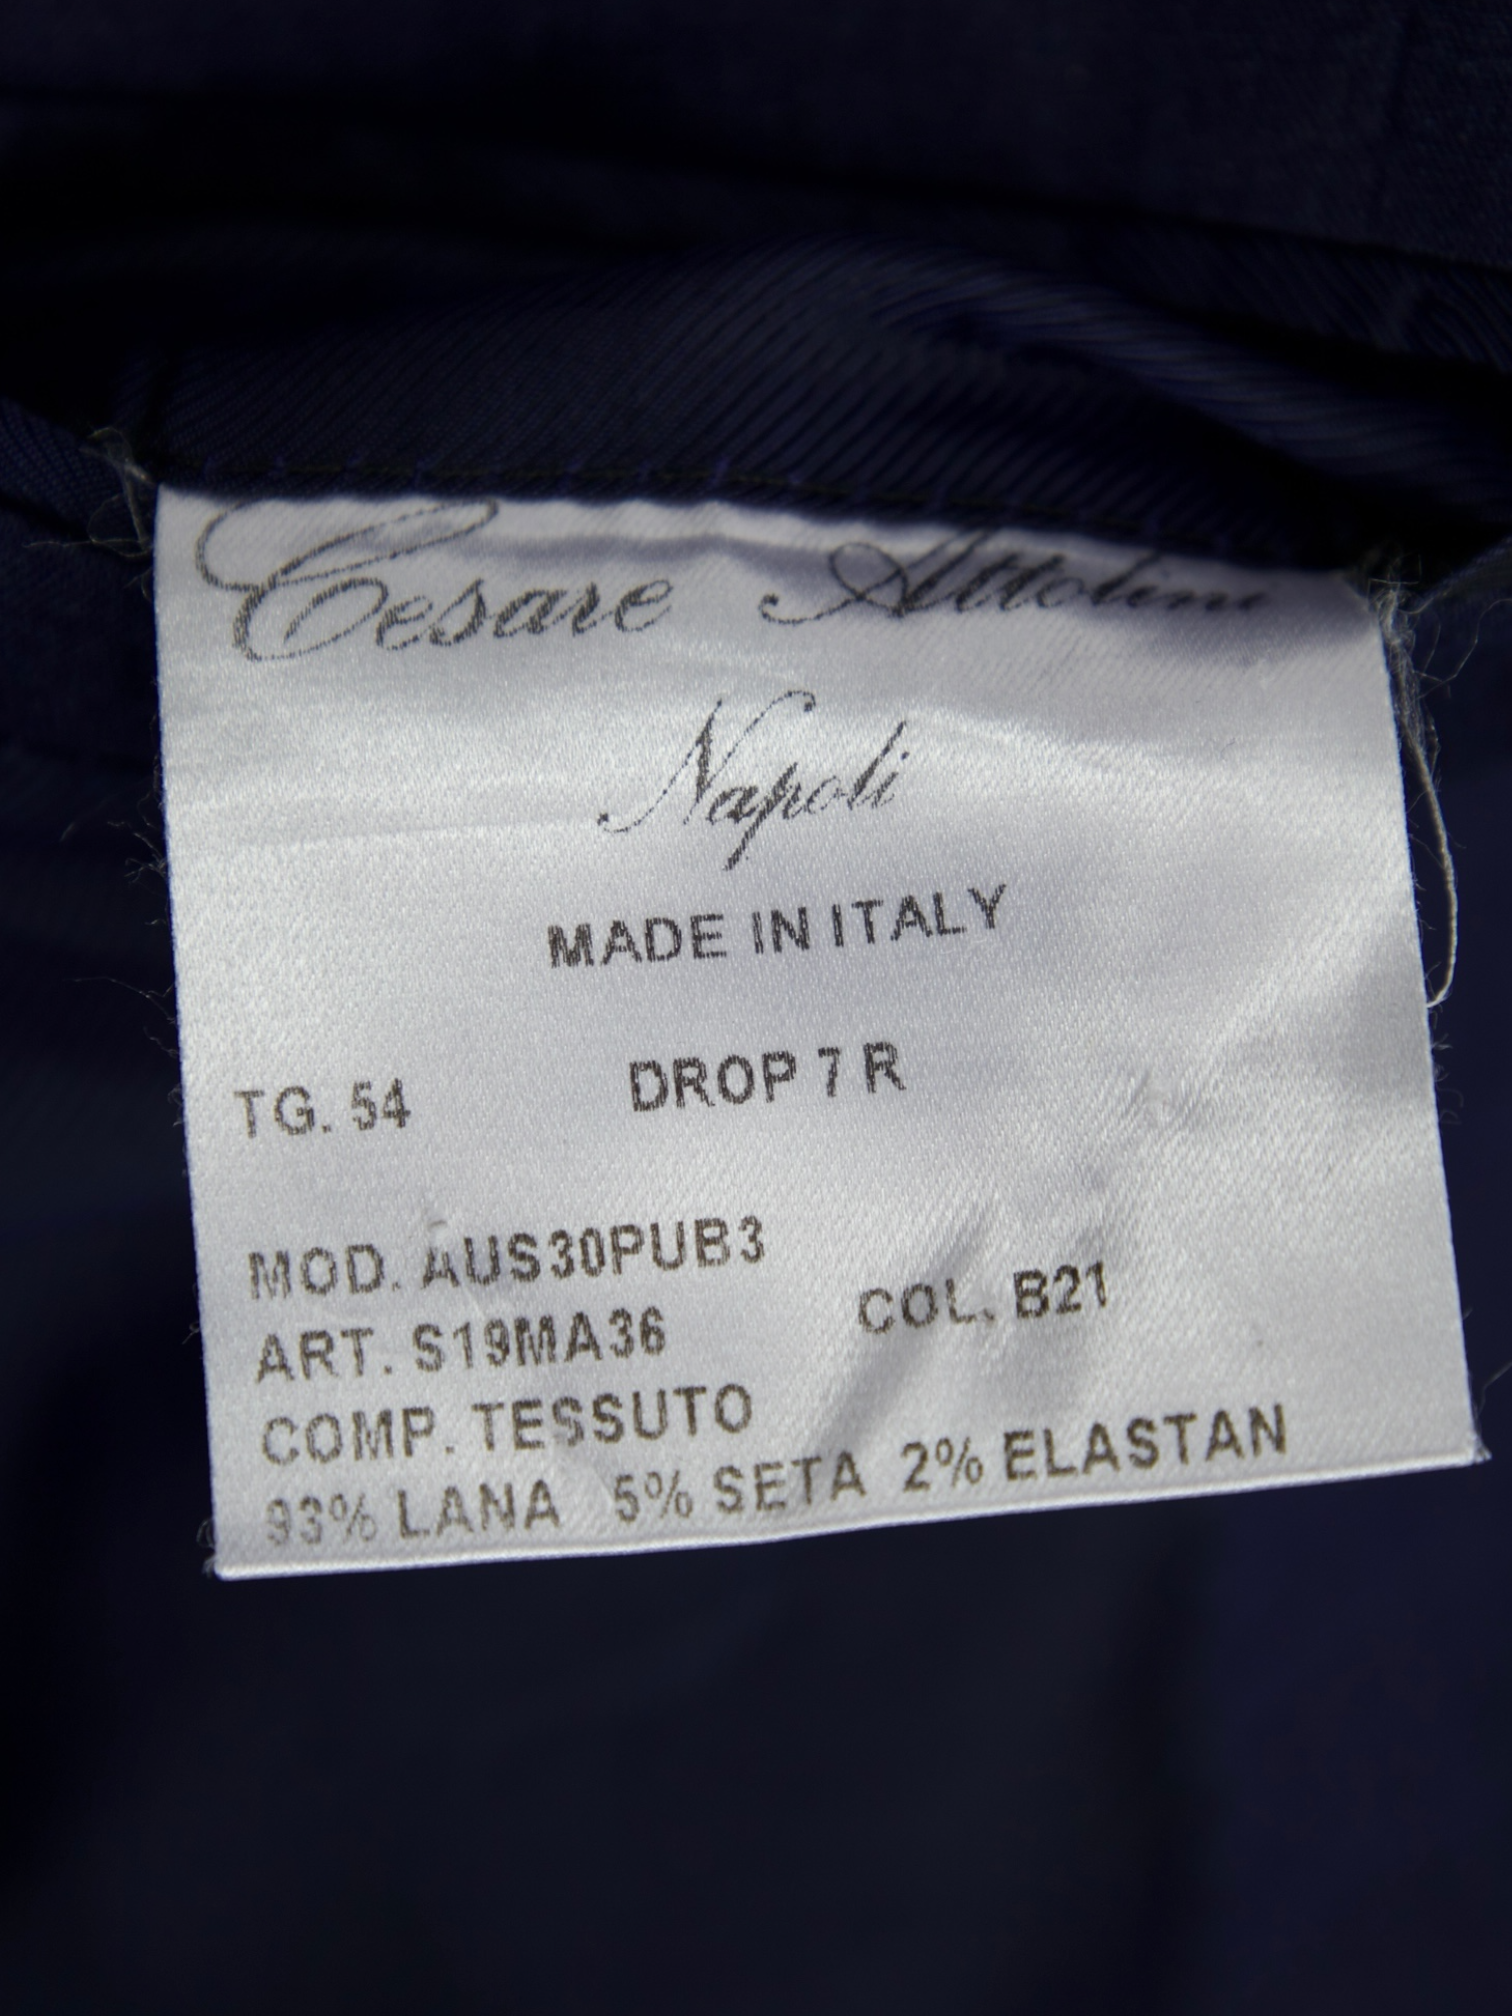 Cesare Attolini
Napoli
MADE IN ITALY
TG. 54 DROP 7 R
MOD. AUS30PUB3
ART. S19MA36 COL. B21
COMP. TESSUTO
93% LANA 5% SETA 2% ELASTAN